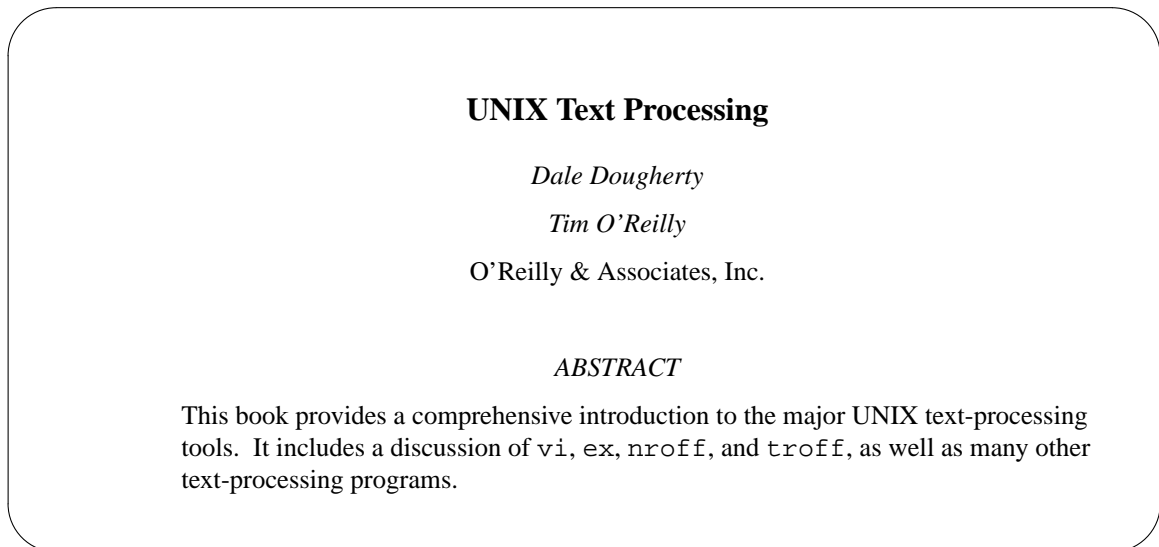 UNIX Text Processing
Dale Dougherty
Tim O'Reilly
O'Reilly & Associates, Inc.
ABSTRACT
This book provides a comprehensive introduction to the major UNIX text-processing
tools. It includes a discussion of vi, ex, nroff, and troff, as well as many other
text-processing programs.